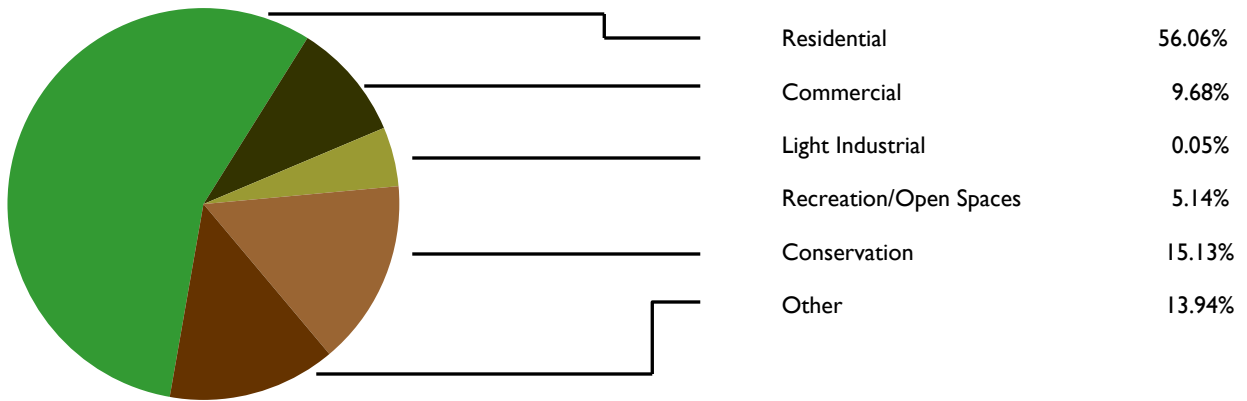 Residential 56.06%
Commercial 9.68%
Light Industrial 0.05%
Recreation/Open Spaces 5.14%
Conservation 15.13%
Other 13.94%